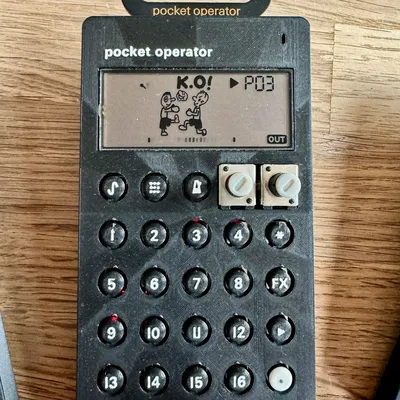 pocket operator
pocket operator
K.O! ▶ P03
OUT
1 2 3 4
5 6 7 8 FX
9 10 11 12
13 14 15 16